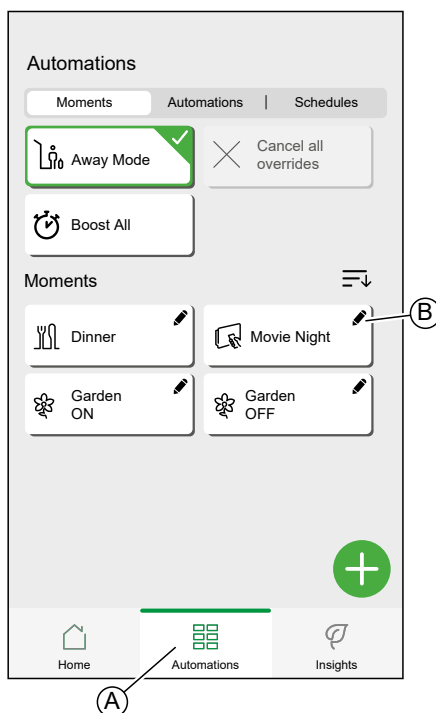 Automations
Moments
Automations
Schedules
Away Mode
Cancel all
overrides
Boost All
Moments
B
Dinner
Movie Night
Garden
ON
Garden
OFF
Home
Automations
Insights
A